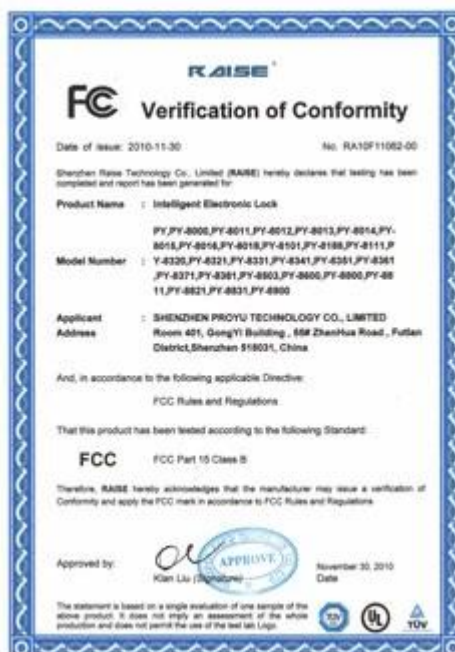 RAISE
FC Verification of Conformity
Date of issue: 2010-11-30 No. RA10F11082-00
Shenzhen Raise Technology Co., Limited (RAISE) hereby declares that testing has been
completed and report has been generated for:
Product Name : Intelligent Electronic Lock
PY,PY-8000,PY-8011,PY-8012,PY-8013,PY-8014,PY-
8015,PY-8016,PY-8018,PY-8101,PY-8188,PY-8111,P
Model Number : Y-8320,PY-8321,PY-8331,PY-8341,PY-8351,PY-8361
,PY-8371,PY-8381,PY-8503,PY-8600,PY-8800,PY-88
11,PY-8821,PY-8831,PY-8900
Applicant : SHENZHEN PROYU TECHNOLOGY CO., LIMITED
Address Room 401, GongYi Building , 55# ZhenHua Road , Futian
District,Shenzhen 518031, China
And, in accordance to the following applicable Directive:
FCC Rules and Regulations
That this product has been tested according to the following Standard:
FCC FCC Part 15 Class B
Therefore, RAISE hereby acknowledges that the manufacturer may issue a verification of
Conformity and apply the FCC mark in accordance to FCC Rules and Regulations
Approved by: APPROVE November 30, 2010
Kian Liu (Signature) Date
The statement is based on a single evaluation of one sample of the
above product. It does not imply an assessment of the whole
production and does not permit the use of the test lab Logo.
TUV UL TÜV